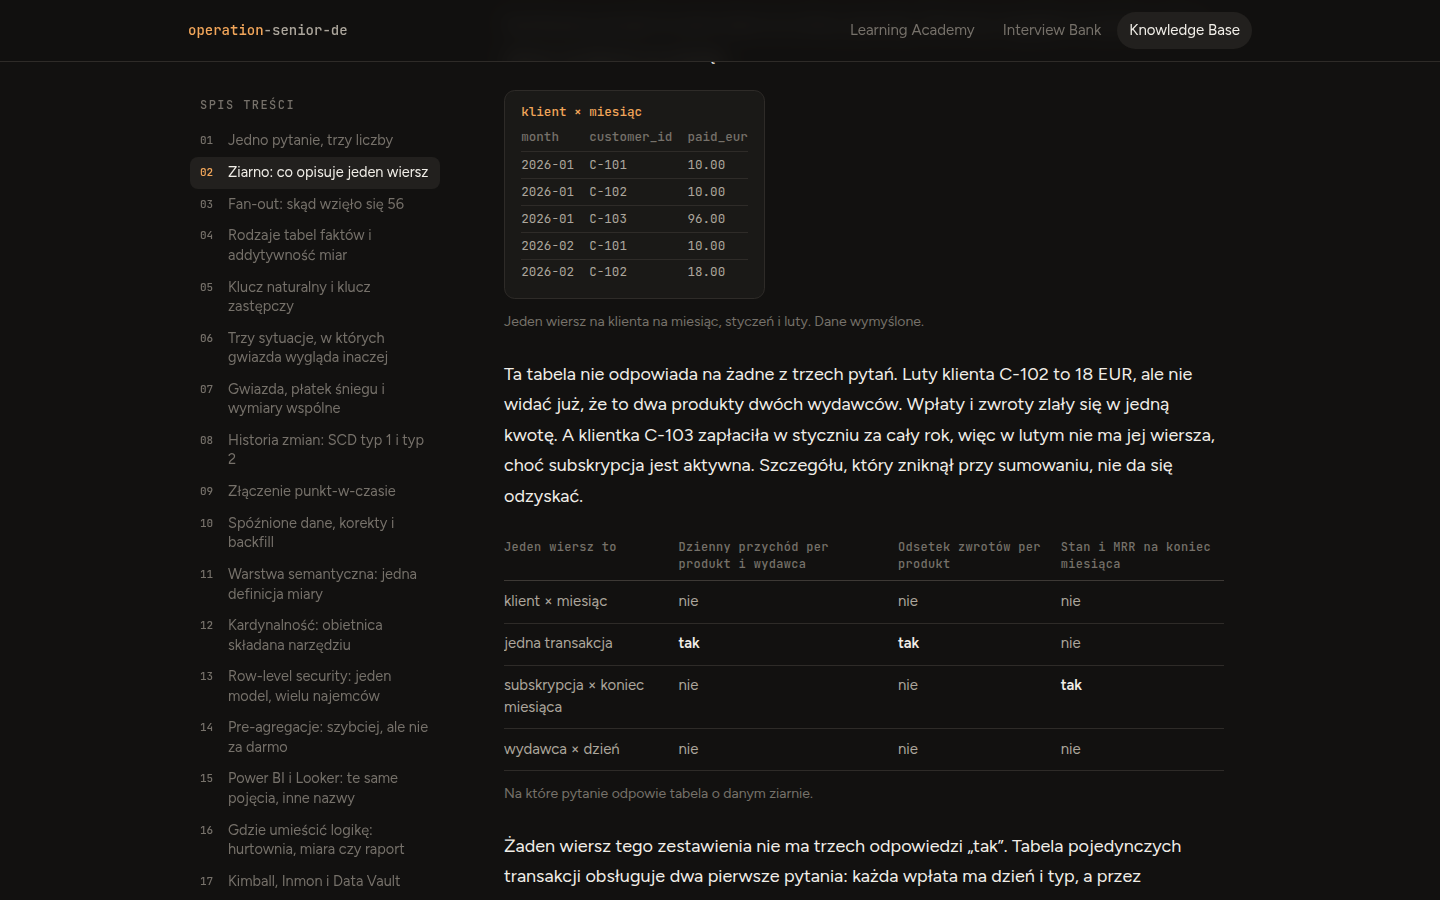 operation-senior-de
Learning Academy
Interview Bank
Knowledge Base
SPIS TREŚCI
01 Jedno pytanie, trzy liczby
02 Ziarno: co opisuje jeden wiersz
03 Fan-out: skąd wzięło się 56
04 Rodzaje tabel faktów i
addytywność miar
05 Klucz naturalny i klucz
zastępczy
06 Trzy sytuacje, w których
gwiazda wygląda inaczej
07 Gwiazda, płatek śniegu i
wymiary wspólne
08 Historia zmian: SCD typ 1 i typ
2
09 Złączenie punkt-w-czasie
10 Spóźnione dane, korekty i
backfill
11 Warstwa semantyczna: jedna
definicja miary
12 Kardynalność: obietnica
składana narzędziu
13 Row-level security: jeden
model, wielu najemców
14 Pre-agregacje: szybciej, ale nie
za darmo
15 Power BI i Looker: te same
pojęcia, inne nazwy
16 Gdzie umieścić logikę:
hurtownia, miara czy raport
17 Kimball, Inmon i Data Vault
klient × miesiąc
month customer_id paid_eur
2026-01 C-101 10.00
2026-01 C-102 10.00
2026-01 C-103 96.00
2026-02 C-101 10.00
2026-02 C-102 18.00
Jeden wiersz na klienta na miesiąc, styczeń i luty. Dane wymyślone.
Ta tabela nie odpowiada na żadne z trzech pytań. Luty klienta C-102 to 18 EUR, ale nie
widać już, że to dwa produkty dwóch wydawców. Wpłaty i zwroty zlały się w jedną
kwotę. A klientka C-103 zapłaciła w styczniu za cały rok, więc w lutym nie ma jej wiersza,
choć subskrypcja jest aktywna. Szczegółu, który zniknął przy sumowaniu, nie da się
odzyskać.
Jeden wiersz to Dzienny przychód per Odsetek zwrotów per Stan i MRR na koniec
produkt i wydawca produkt miesiąca
klient × miesiąc nie nie nie
jedna transakcja tak tak nie
subskrypcja × koniec nie nie tak
miesiąca
wydawca × dzień nie nie nie
Na które pytanie odpowie tabela o danym ziarnie.
Żaden wiersz tego zestawienia nie ma trzech odpowiedzi „tak”. Tabela pojedynczych
transakcji obsługuje dwa pierwsze pytania: każda wpłata ma dzień i typ, a przez